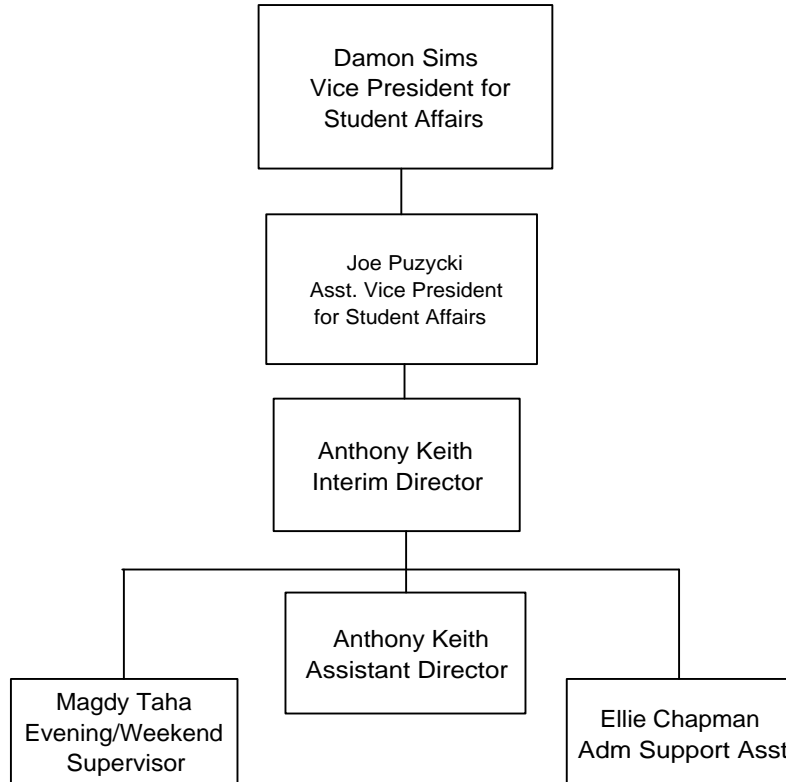 Damon Sims
Vice President for
Student Affairs
Joe Puzycki
Asst. Vice President
for Student Affairs
Anthony Keith
Interim Director
Anthony Keith
Assistant Director
Magdy Taha
Evening/Weekend
Supervisor
Ellie Chapman
Adm Support Asst